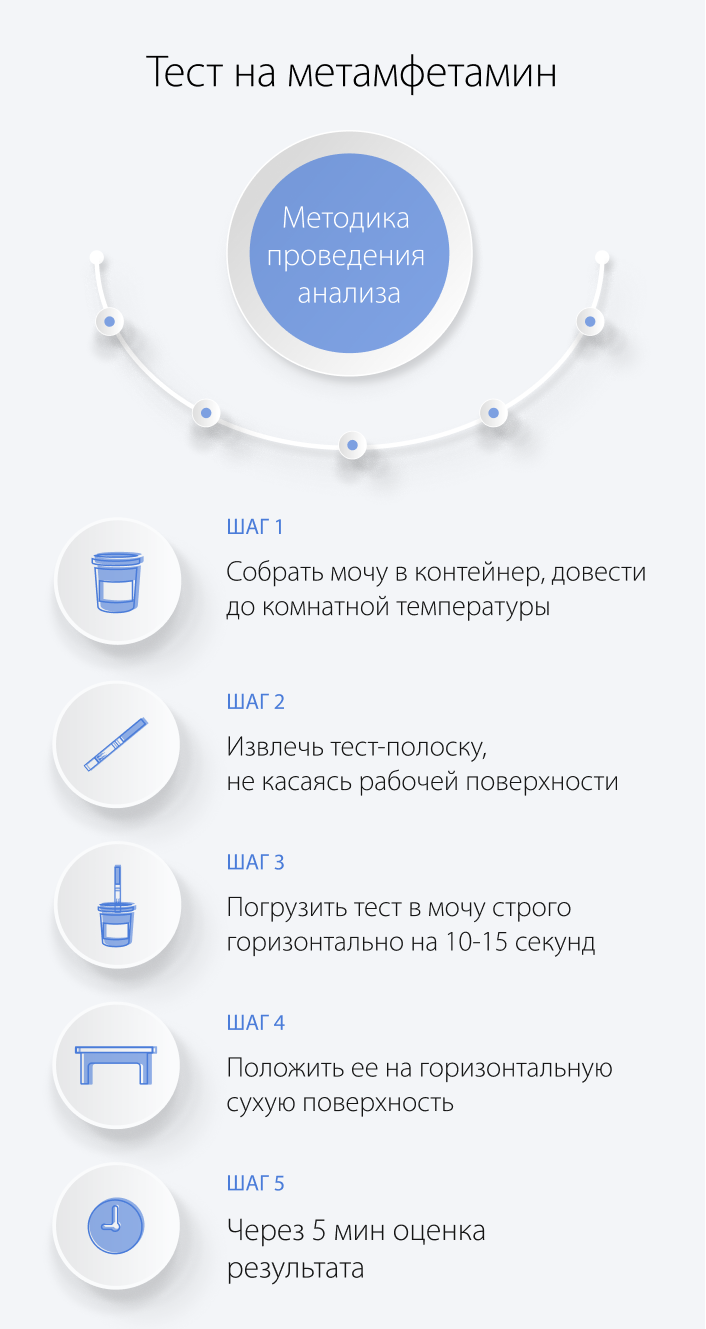 Тест на метамфетамин
Методика
проведения
анализа
ШАГ 1
Собрать мочу в контейнер, довести
до комнатной температуры
ШАГ 2
Извлечь тест-полоску,
не касаясь рабочей поверхности
ШАГ 3
Погрузить тест в мочу строго
горизонтально на 10-15 секунд
ШАГ 4
Положить ее на горизонтальную
сухую поверхность
ШАГ 5
Через 5 мин оценка
результата